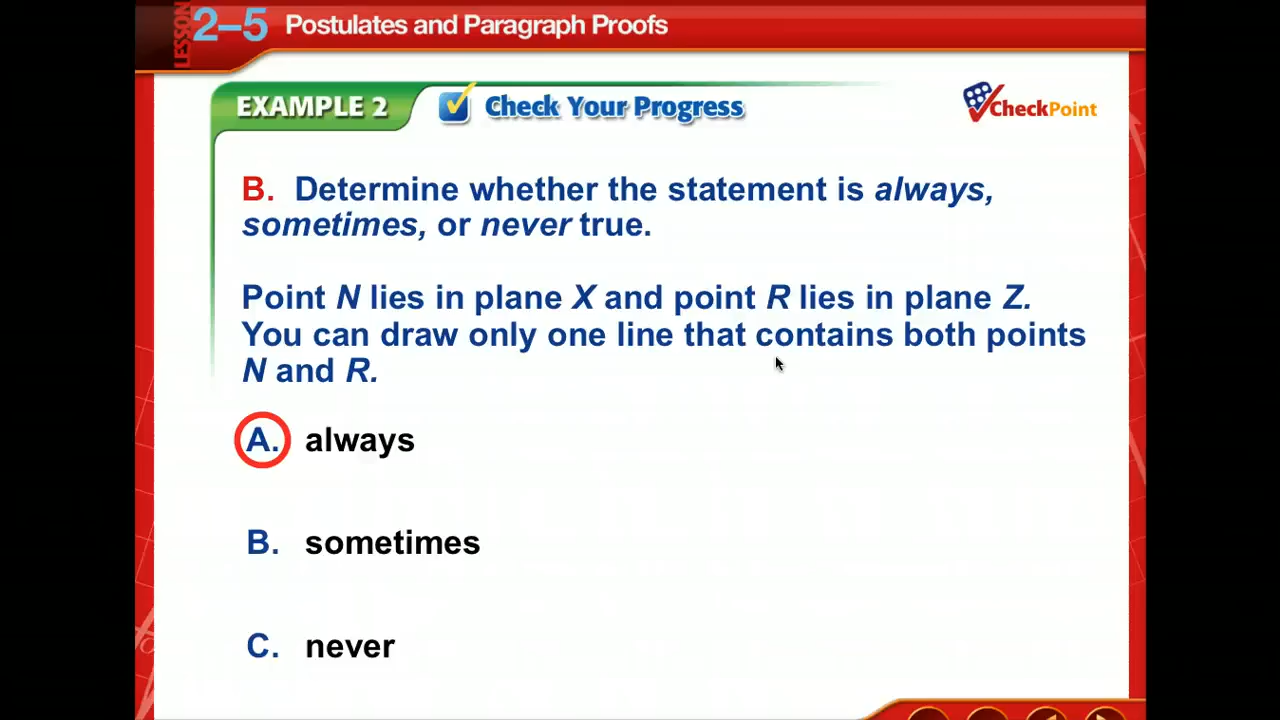 LESSON 2–5 Postulates and Paragraph Proofs
EXAMPLE 2 Check Your Progress CheckPoint
B. Determine whether the statement is always,
sometimes, or never true.
Point N lies in plane X and point R lies in plane Z.
You can draw only one line that contains both points
N and R.
A. always
B. sometimes
C. never